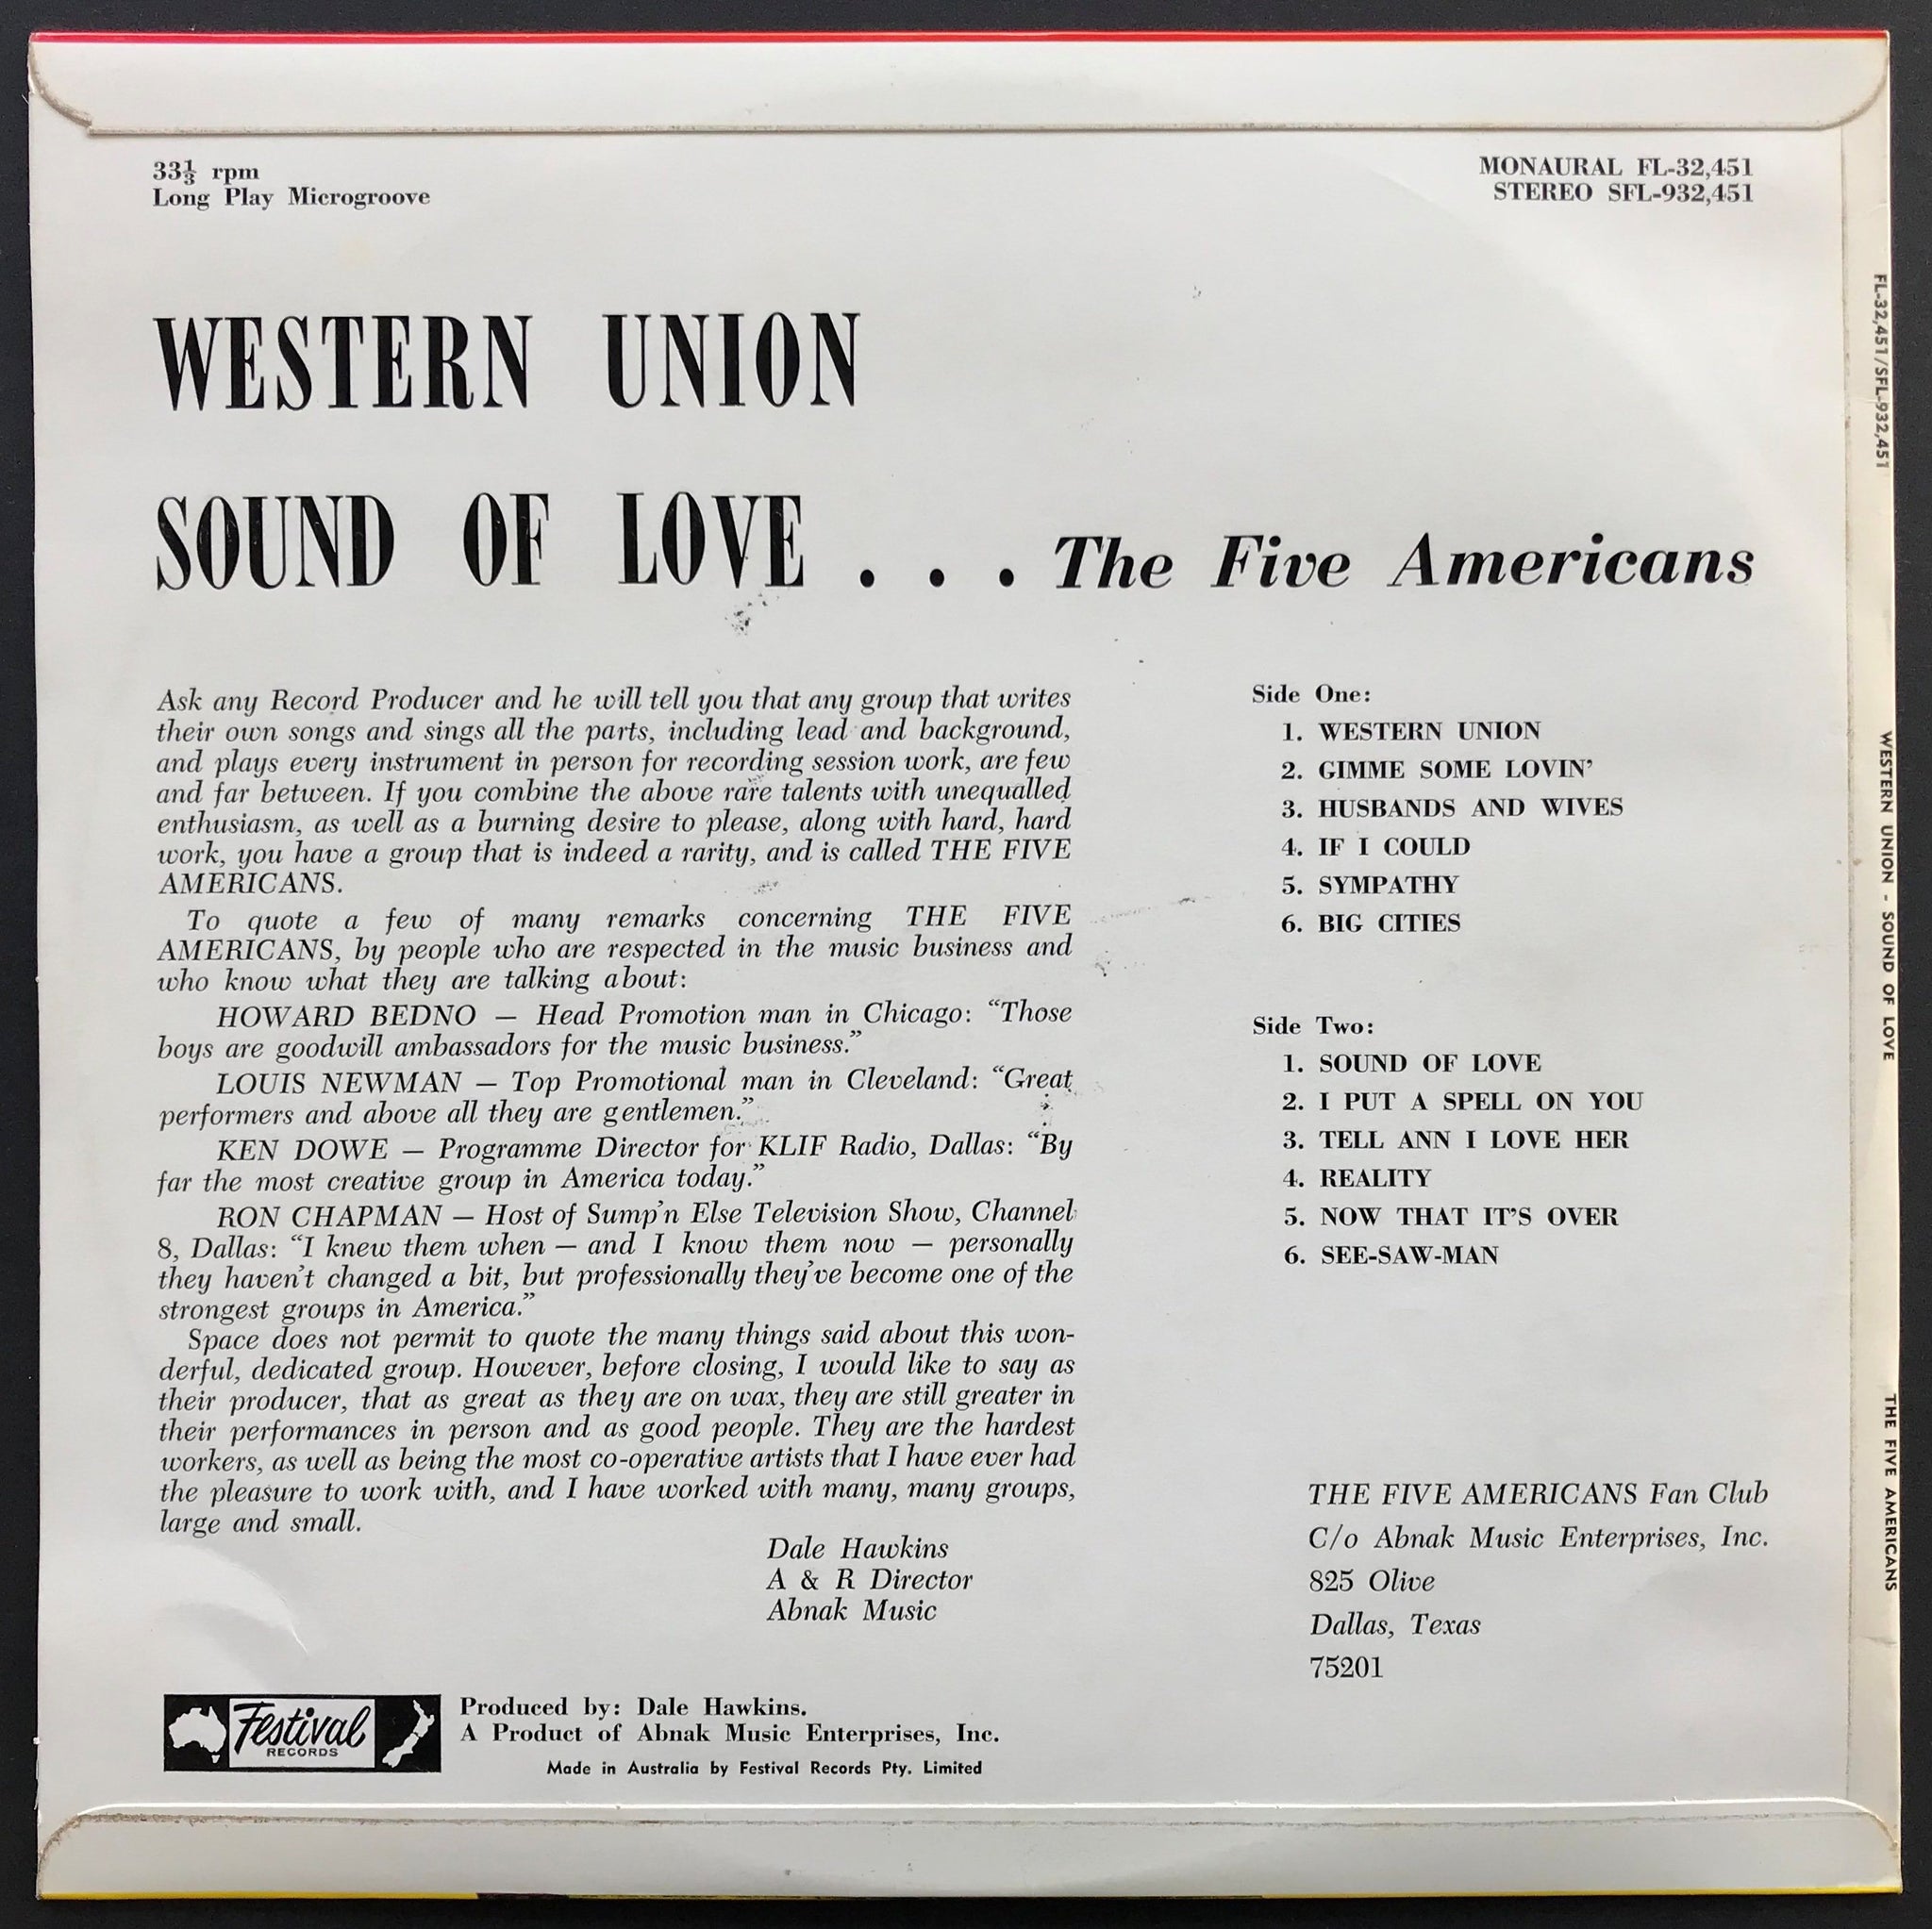 33⅓ rpm
Long Play Microgroove
MONAURAL FL-32,451
STEREO SFL-932,451
WESTERN UNION
SOUND OF LOVE . . . The Five Americans
Ask any Record Producer and he will tell you that any group that writes
their own songs and sings all the parts, including lead and background,
and plays every instrument in person for recording session work, are few
and far between. If you combine the above rare talents with unequalled
enthusiasm, as well as a burning desire to please, along with hard, hard
work, you have a group that is indeed a rarity, and is called THE FIVE
AMERICANS.
To quote a few of many remarks concerning THE FIVE
AMERICANS, by people who are respected in the music business and
who know what they are talking about:
HOWARD BEDNO — Head Promotion man in Chicago: “Those
boys are goodwill ambassadors for the music business.”
LOUIS NEWMAN — Top Promotional man in Cleveland: “Great
performers and above all they are gentlemen.”
KEN DOWE — Programme Director for KLIF Radio, Dallas: “By
far the most creative group in America today.”
RON CHAPMAN — Host of Sump’n Else Television Show, Channel
8, Dallas: “I knew them when — and I know them now — personally
they haven’t changed a bit, but professionally they’ve become one of the
strongest groups in America.”
Space does not permit to quote the many things said about this won-
derful, dedicated group. However, before closing, I would like to say as
their producer, that as great as they are on wax, they are still greater in
their performances in person and as good people. They are the hardest
workers, as well as being the most co-operative artists that I have ever had
the pleasure to work with, and I have worked with many, many groups,
large and small.
Dale Hawkins
A & R Director
Abnak Music
Side One:
1. WESTERN UNION
2. GIMME SOME LOVIN’
3. HUSBANDS AND WIVES
4. IF I COULD
5. SYMPATHY
6. BIG CITIES
Side Two:
1. SOUND OF LOVE
2. I PUT A SPELL ON YOU
3. TELL ANN I LOVE HER
4. REALITY
5. NOW THAT IT’S OVER
6. SEE-SAW-MAN
THE FIVE AMERICANS Fan Club
C/o Abnak Music Enterprises, Inc.
825 Olive
Dallas, Texas
75201
Festival
RECORDS
Produced by: Dale Hawkins.
A Product of Abnak Music Enterprises, Inc.
Made in Australia by Festival Records Pty. Limited
FL-32,451/SFL-932,451 WESTERN UNION - SOUND OF LOVE THE FIVE AMERICANS